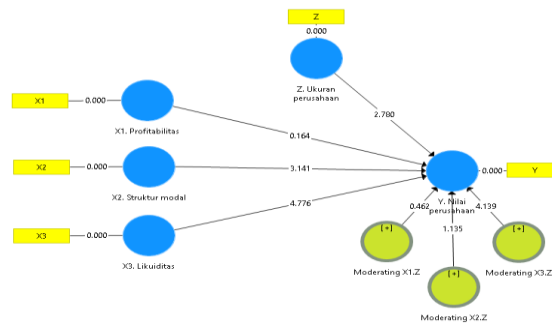 Z
0.000
Z. Ukuran
perusahaan
2.780
X1
0.000
X1. Profitabilitas
0.164
X2
0.000
X2. Struktur modal
3.141
0.000
Y
Y. Nilai
perusahaan
X3
0.000
X3. Likuiditas
4.776
0.462
1.135
4.139
[+]
Moderating X1.Z
[+]
Moderating X2.Z
[+]
Moderating X3.Z